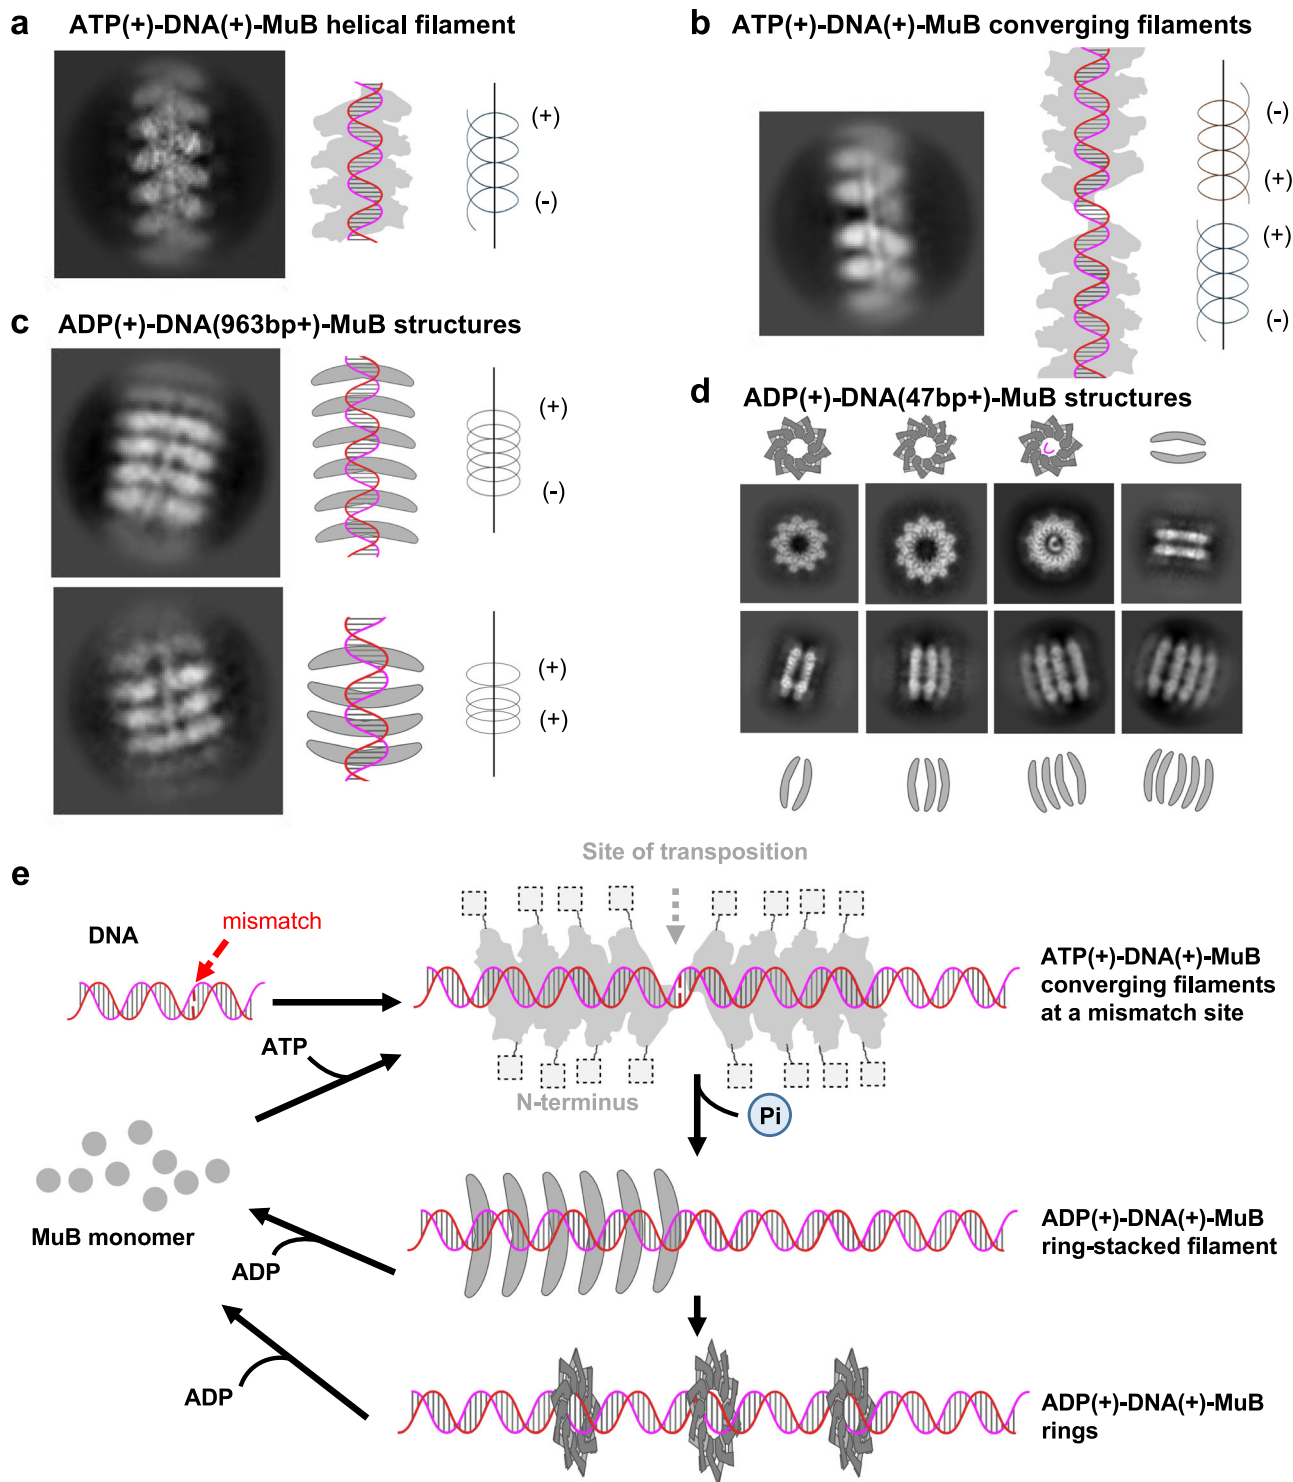 a
ATP(+)-DNA(+)-MuB helical filament
(+)
(-)
b
ATP(+)-DNA(+)-MuB converging filaments
(-)
(+)
(+)
(-)
c
ADP(+)-DNA(963bp+)-MuB structures
(+)
(-)
(+)
(+)
d
ADP(+)-DNA(47bp+)-MuB structures
e
Site of transposition
mismatch
DNA
ATP(+)-DNA(+)-MuB
converging filaments
at a mismatch site
ATP
N-terminus
Pi
MuB monomer
ADP
ADP(+)-DNA(+)-MuB
ring-stacked filament
ADP
ADP(+)-DNA(+)-MuB
rings